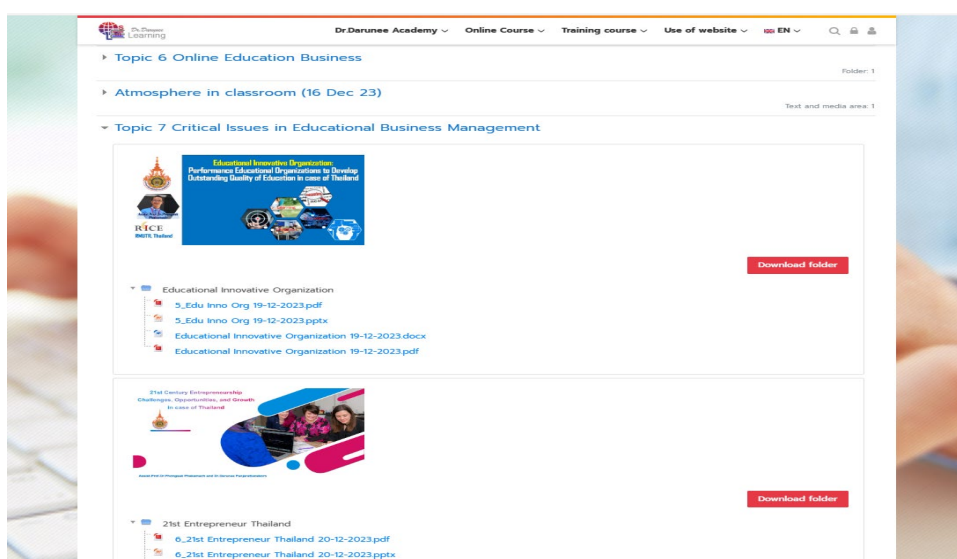 Dr.Darunee
Learning
Dr.Darunee Academy Online Course Training course Use of website EN
Topic 6 Online Education Business
Folder: 1
Atmosphere in classroom (16 Dec 23)
Text and media area: 1
Topic 7 Critical Issues in Educational Business Management
Educational Innovative Organization:
Performance Educational Organizations to Develop
Outstanding Quality of Education in case of Thailand
RICE
RMUTR, Thailand
Download folder
Educational Innovative Organization
5_Edu Inno Org 19-12-2023.pdf
5_Edu Inno Org 19-12-2023.pptx
Educational Innovative Organization 19-12-2023.docx
Educational Innovative Organization 19-12-2023.pdf
21st Century Entrepreneurship
Challenges, Opportunities, and Growth
In case of Thailand
Download folder
21st Entrepreneur Thailand
6_21st Entrepreneur Thailand 20-12-2023.pdf
6_21st Entrepreneur Thailand 20-12-2023.pptx